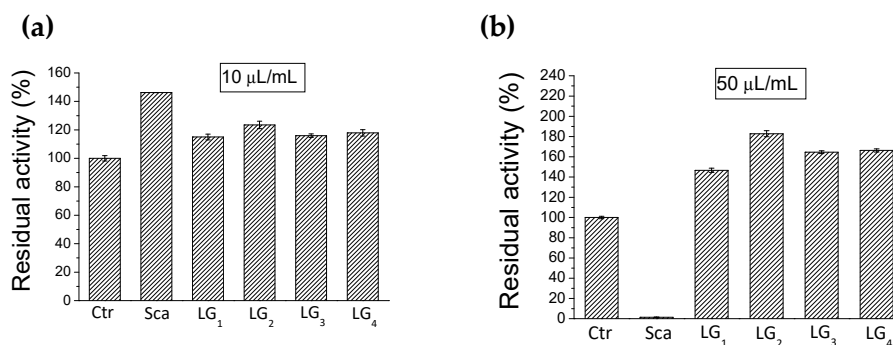 (a)
10 μL/mL
Residual activity (%)
160
140
120
100
80
60
40
20
0
Ctr Sca LG1 LG2 LG3 LG4
(b)
50 μL/mL
Residual activity (%)
240
220
200
180
160
140
120
100
80
60
40
20
0
Ctr Sca LG1 LG2 LG3 LG4